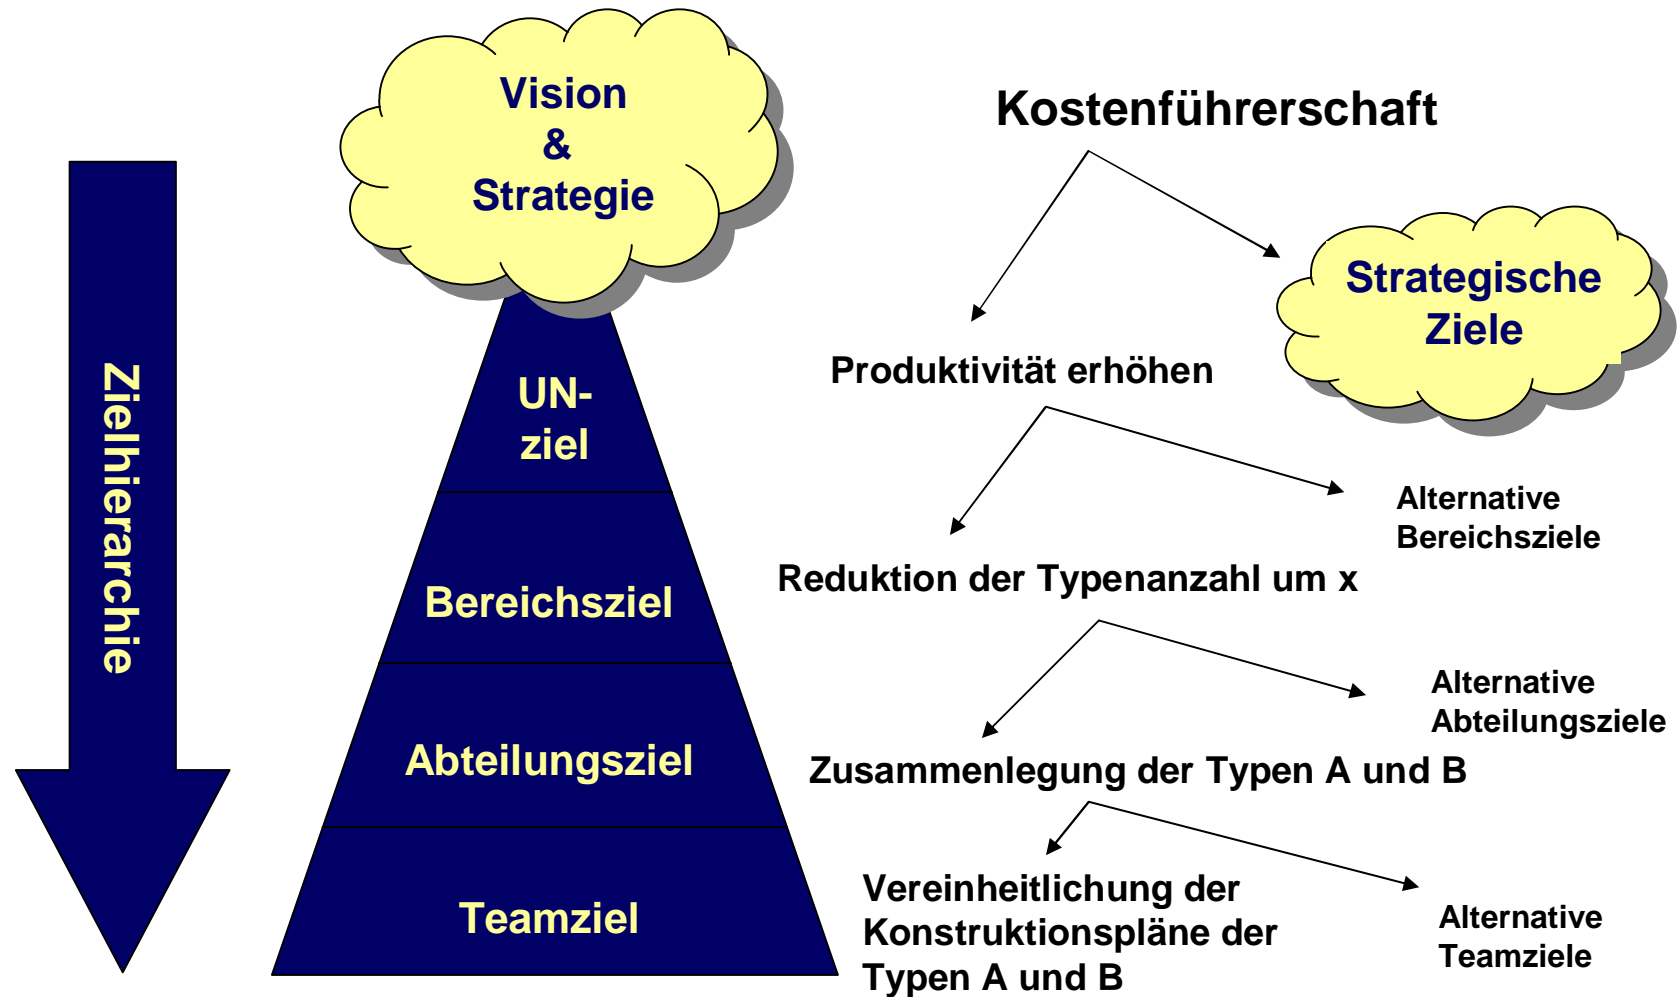 Vision
&
Strategie
Kostenführerschaft
Strategische
Ziele
Zielhierarchie
UN-
ziel
Produktivität erhöhen
Alternative
Bereichsziele
Bereichsziel
Reduktion der Typenanzahl um x
Alternative
Abteilungsziele
Abteilungsziel
Zusammenlegung der Typen A und B
Teamziel
Vereinheitlichung der
Konstruktionspläne der
Typen A und B
Alternative
Teamziele